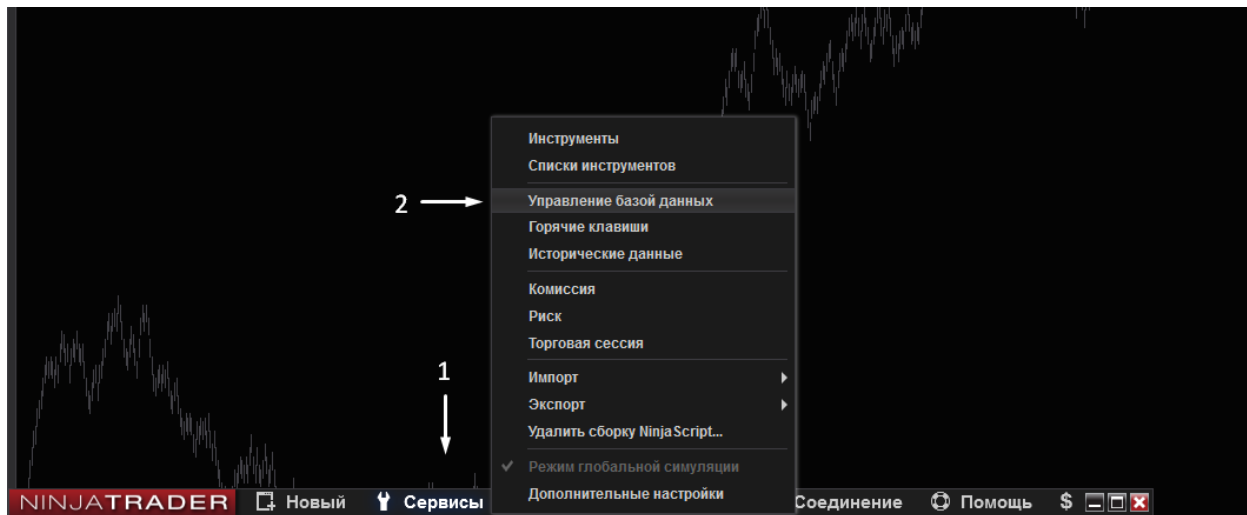 Инструменты
Списки инструментов
2
Управление базой данных
Горячие клавиши
Исторические данные
Комиссия
Риск
Торговая сессия
1
Импорт
Экспорт
Удалить сборку NinjaScript...
Режим глобальной симуляции
Дополнительные настройки
NINJATRADER Новый Сервисы Соединение Помощь $